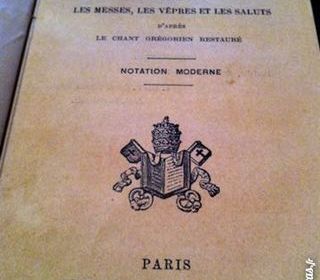 LES MESSES, LES VÊPRES ET LES SALUTS
D'APRÈS
LE CHANT GRÉGORIEN RESTAURÉ
NOTATION MODERNE
PARIS